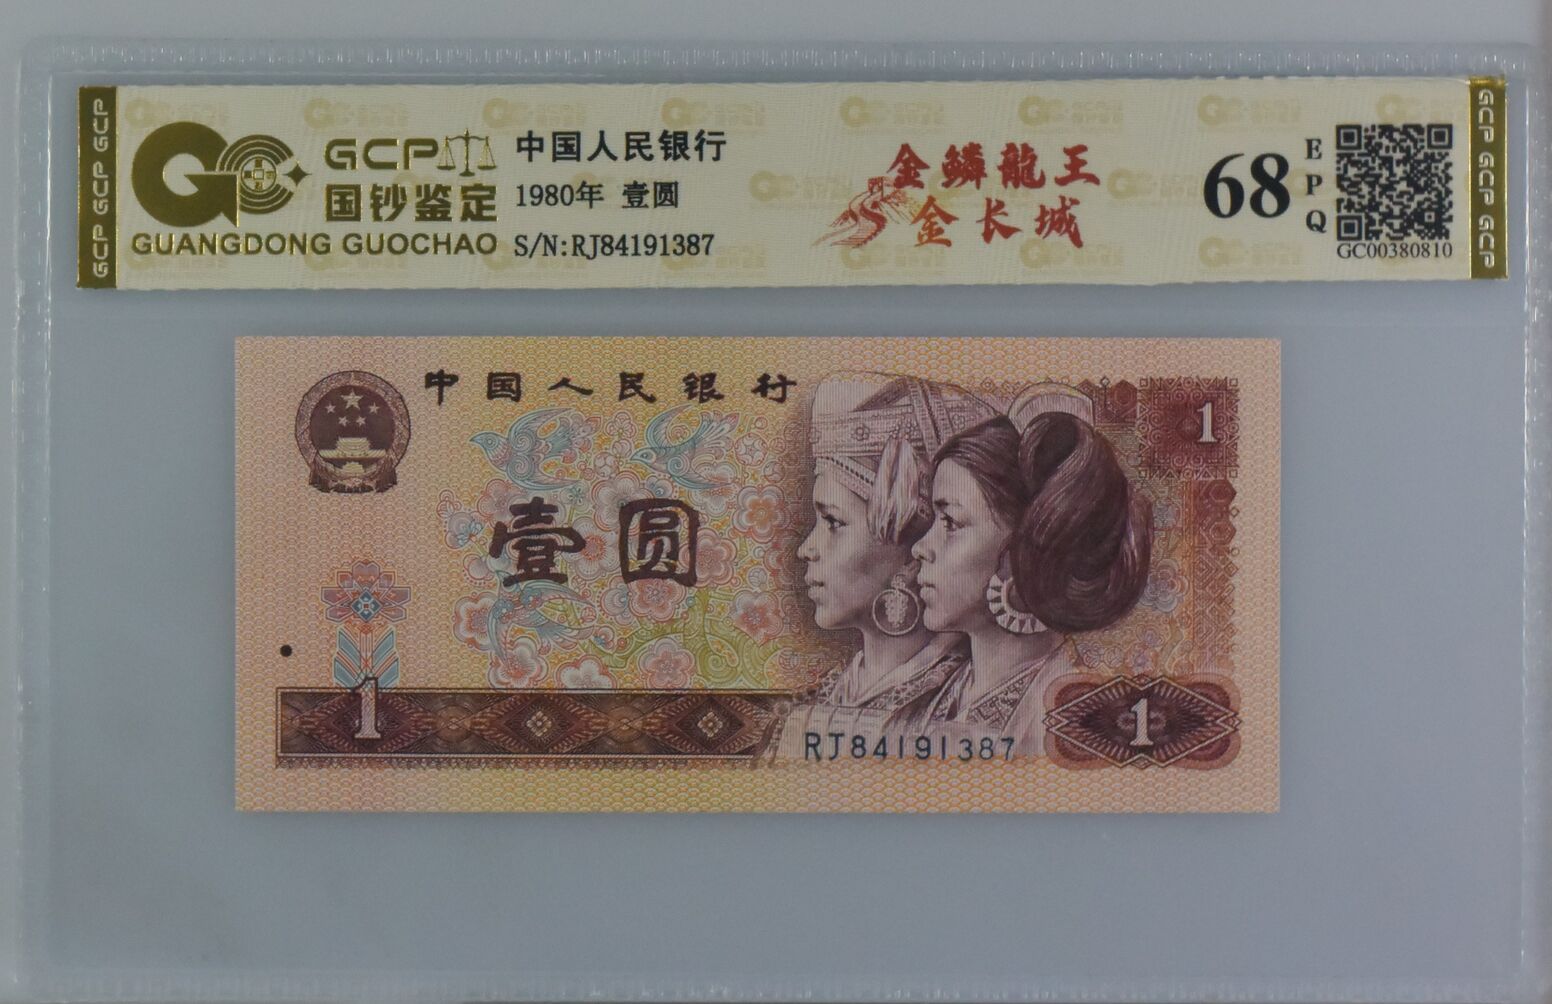 GCP GCP GCP
GCP
国钞鉴定
GUANGDONG GUOCHAO
中国人民银行
1980年 壹圆
S/N:RJ84191387
金鳞龍王
金长城
68
EPQ
GC00380810
GCP GCP GCP
中国人民银行
1
壹圆
1
RJ84191387
1